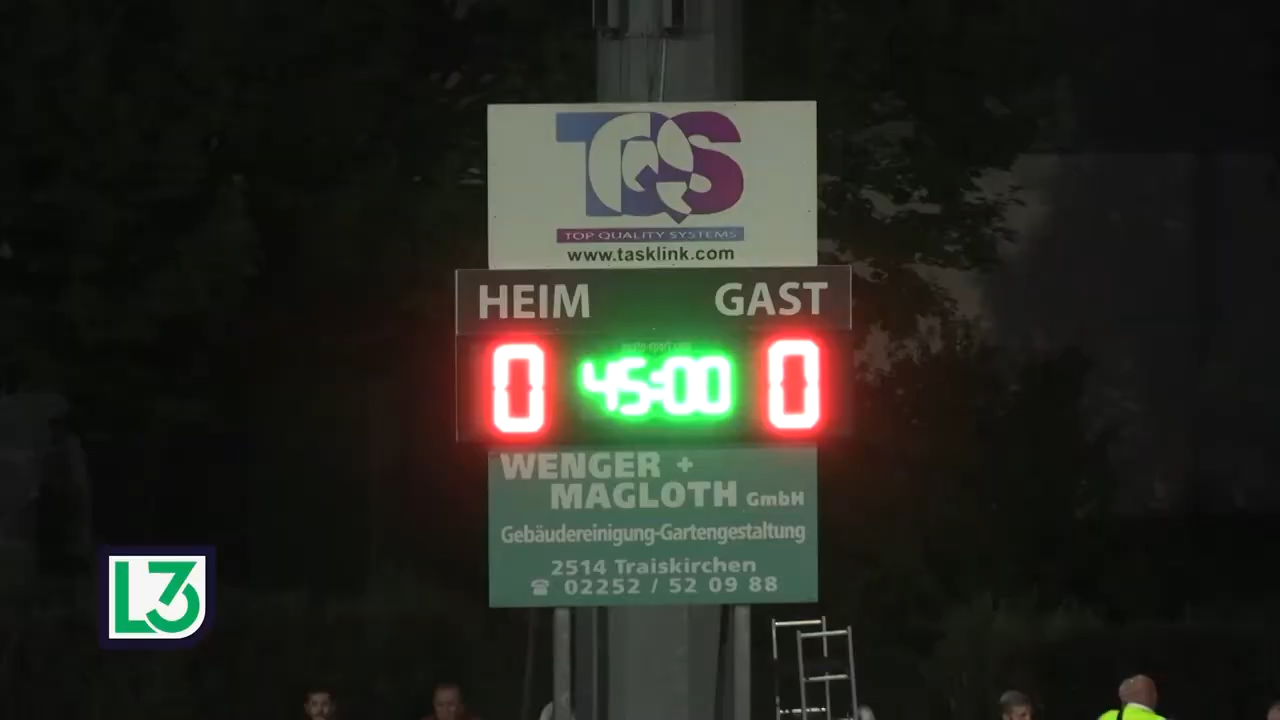 TQS
TOP QUALITY SYSTEMS
www.tasklink.com
HEIM GAST
0 45:00 0
WENGER +
MAGLOTH GmbH
Gebäudereinigung-Gartengestaltung
2514 Traiskirchen
☎ 02252 / 52 09 88
L3